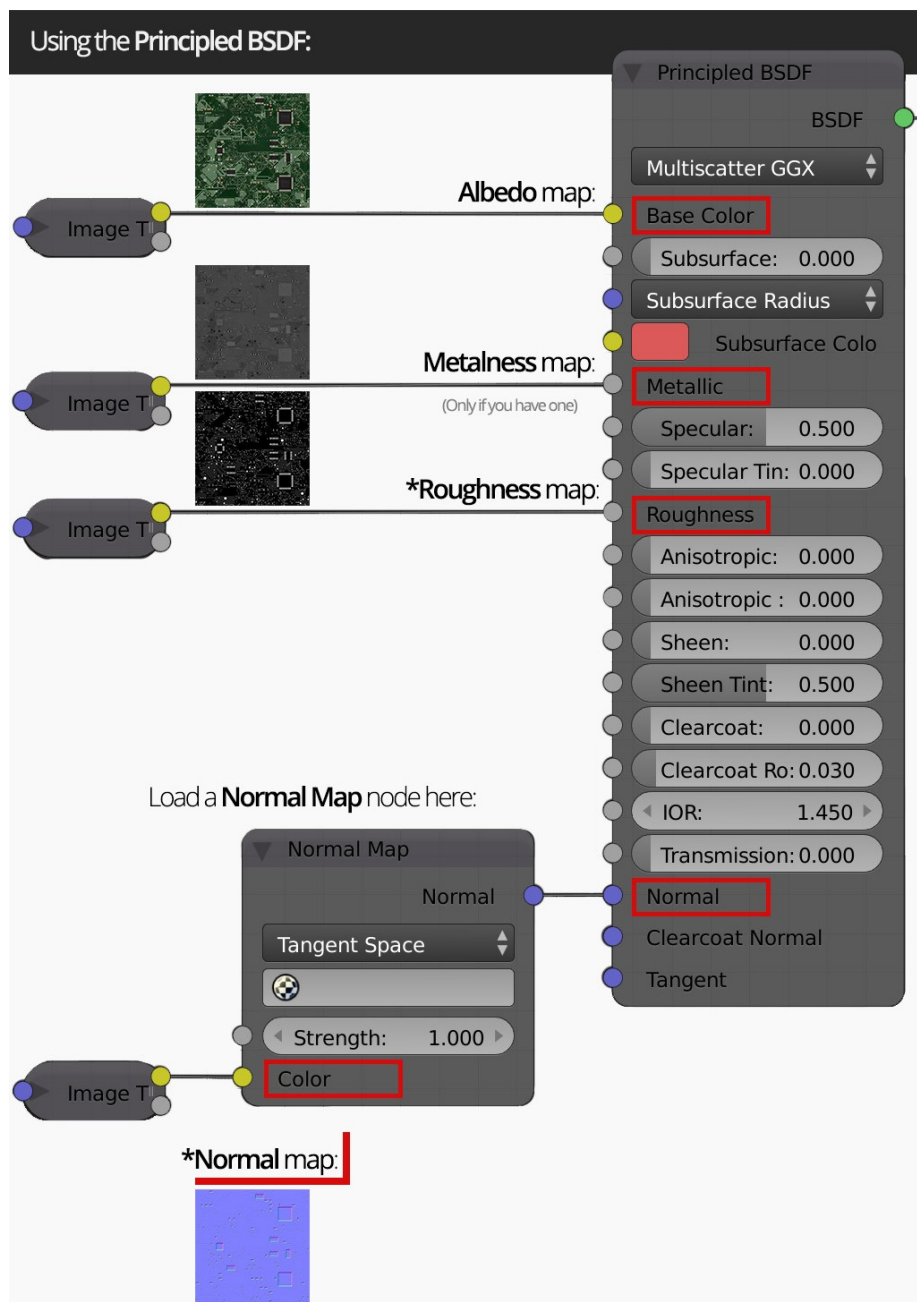 Using the Principled BSDF:
Principled BSDF
BSDF
Multiscatter GGX
Albedo map:
Base Color
Image T
Subsurface: 0.000
Subsurface Radius
Subsurface Colo
Metalness map:
Metallic
Image T
(Only if you have one)
Specular: 0.500
Specular Tin: 0.000
*Roughness map:
Roughness
Image T
Anisotropic: 0.000
Anisotropic : 0.000
Sheen: 0.000
Sheen Tint: 0.500
Clearcoat: 0.000
Clearcoat Ro: 0.030
Load a Normal Map node here:
IOR: 1.450
Normal Map
Transmission: 0.000
Normal
Normal
Tangent Space
Clearcoat Normal
Tangent
Strength: 1.000
Color
Image T
*Normal map: